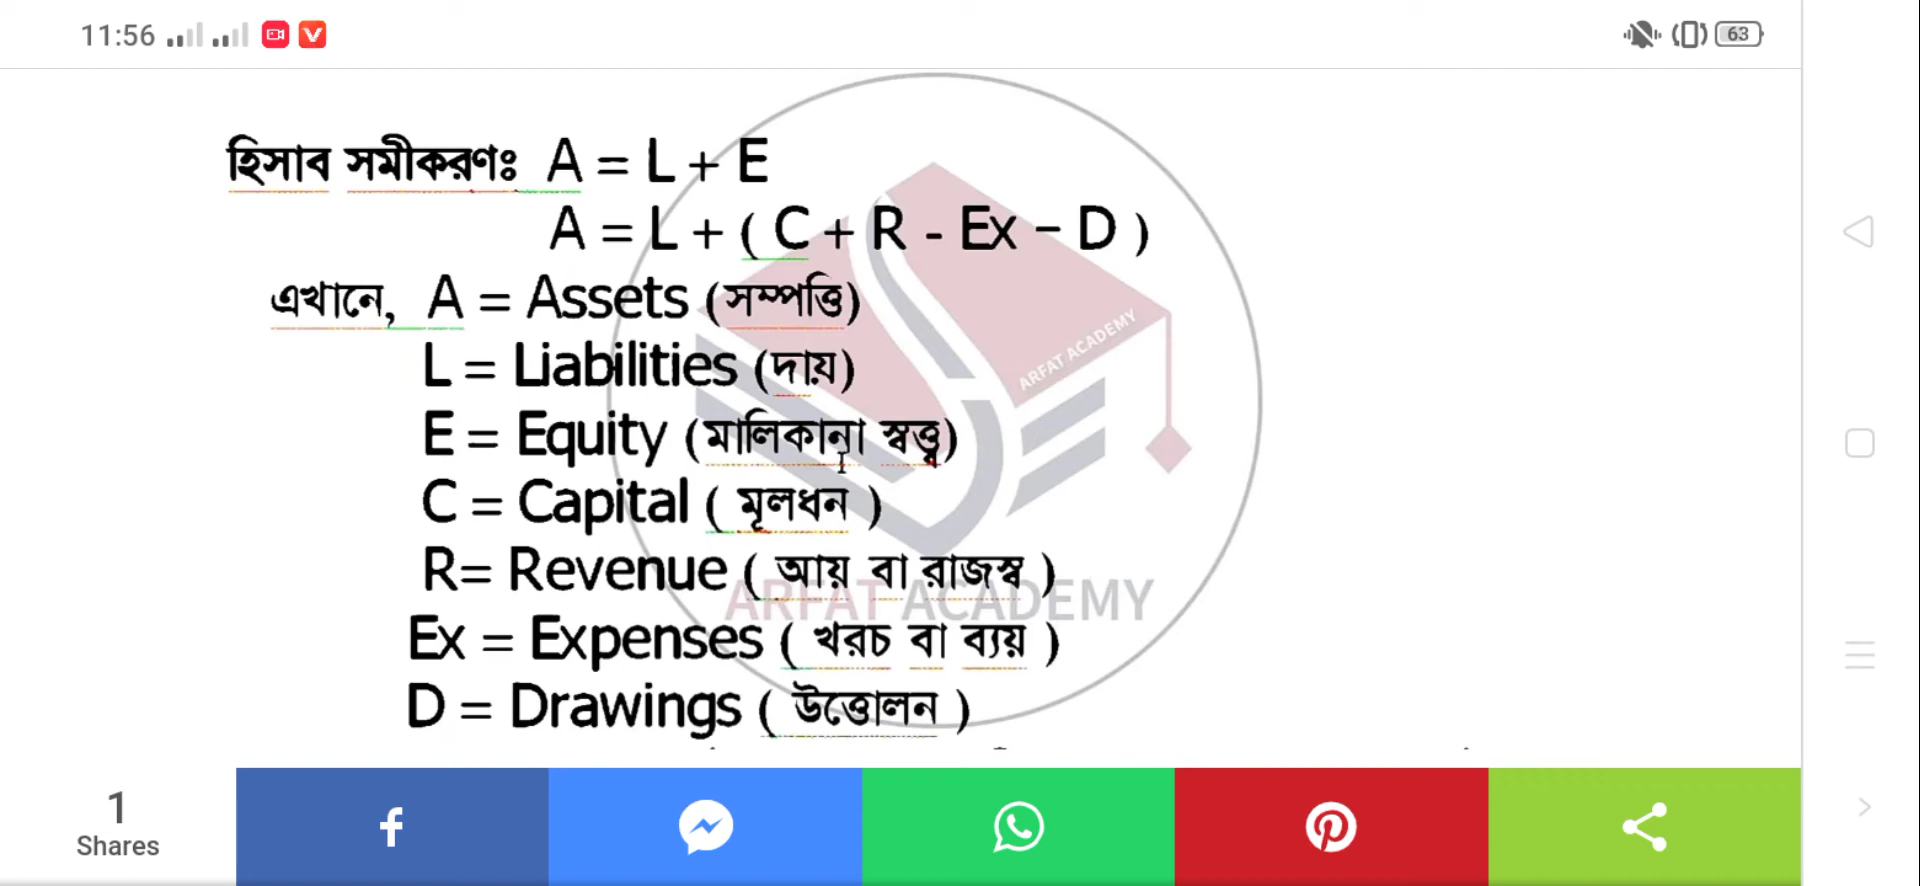 11:56 63
হিসাব সমীকরণঃ A = L + E
A = L + ( C + R - Ex – D )
এখানে, A = Assets (সম্পত্তি)
L = Liabilities (দায়)
E = Equity (মালিকানা স্বত্ত্ব)
C = Capital ( মূলধন )
R= Revenue ( আয় বা রাজস্ব )
Ex = Expenses ( খরচ বা ব্যয় )
D = Drawings ( উত্তোলন )
ARFAT ACADEMY
ARFAT ACADEMY
1
Shares